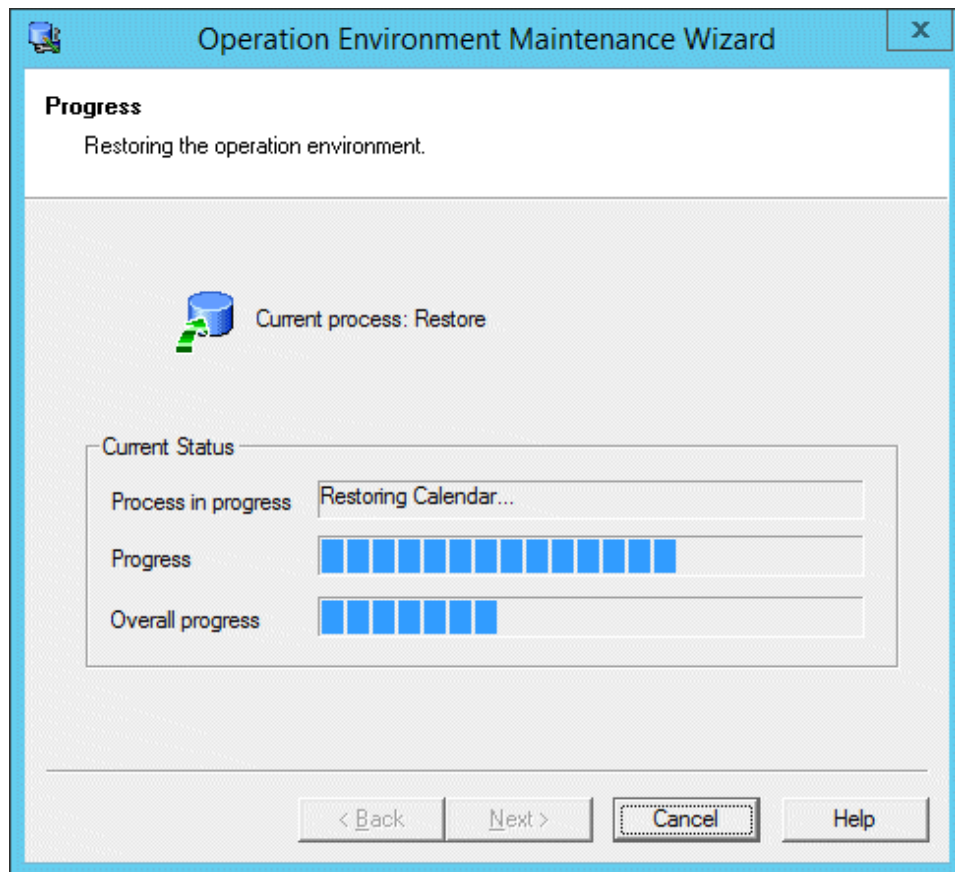 Operation Environment Maintenance Wizard
x
Progress
Restoring the operation environment.
Current process: Restore
Current Status
Process in progress Restoring Calendar...
Progress
Overall progress
< Back Next > Cancel Help